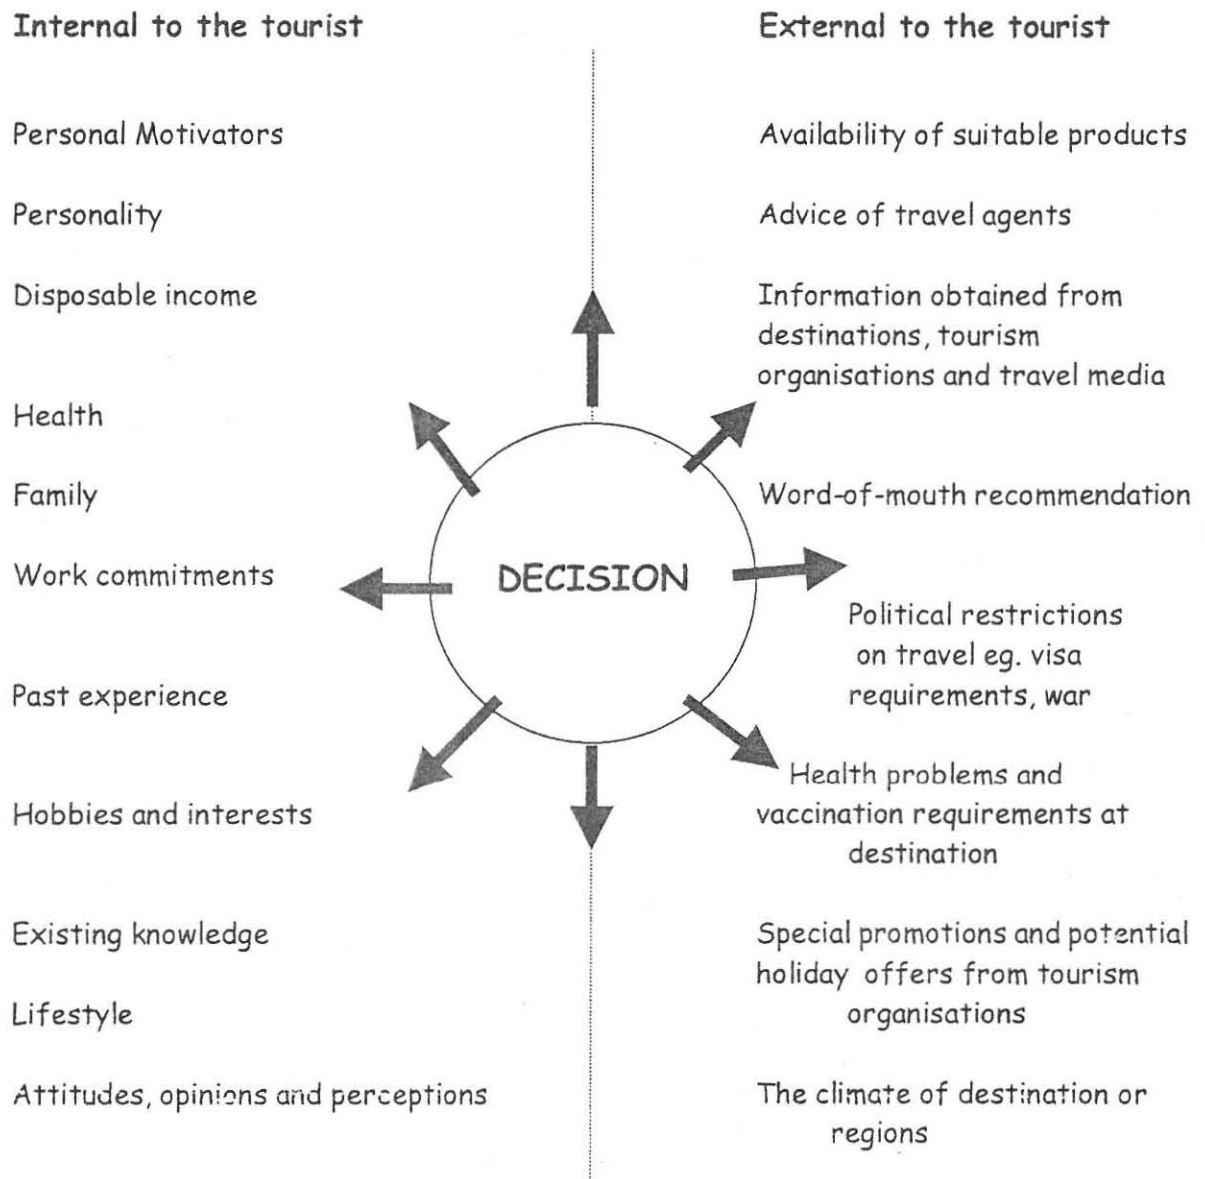 Internal to the tourist
Personal Motivators
Personality
Disposable income
Health
Family
Work commitments
Past experience
Hobbies and interests
Existing knowledge
Lifestyle
Attitudes, opinions and perceptions
DECISION
External to the tourist
Availability of suitable products
Advice of travel agents
Information obtained from
destinations, tourism
organisations and travel media
Word-of-mouth recommendation
Political restrictions
on travel eg. visa
requirements, war
Health problems and
vaccination requirements at
destination
Special promotions and potential
holiday offers from tourism
organisations
The climate of destination or
regions